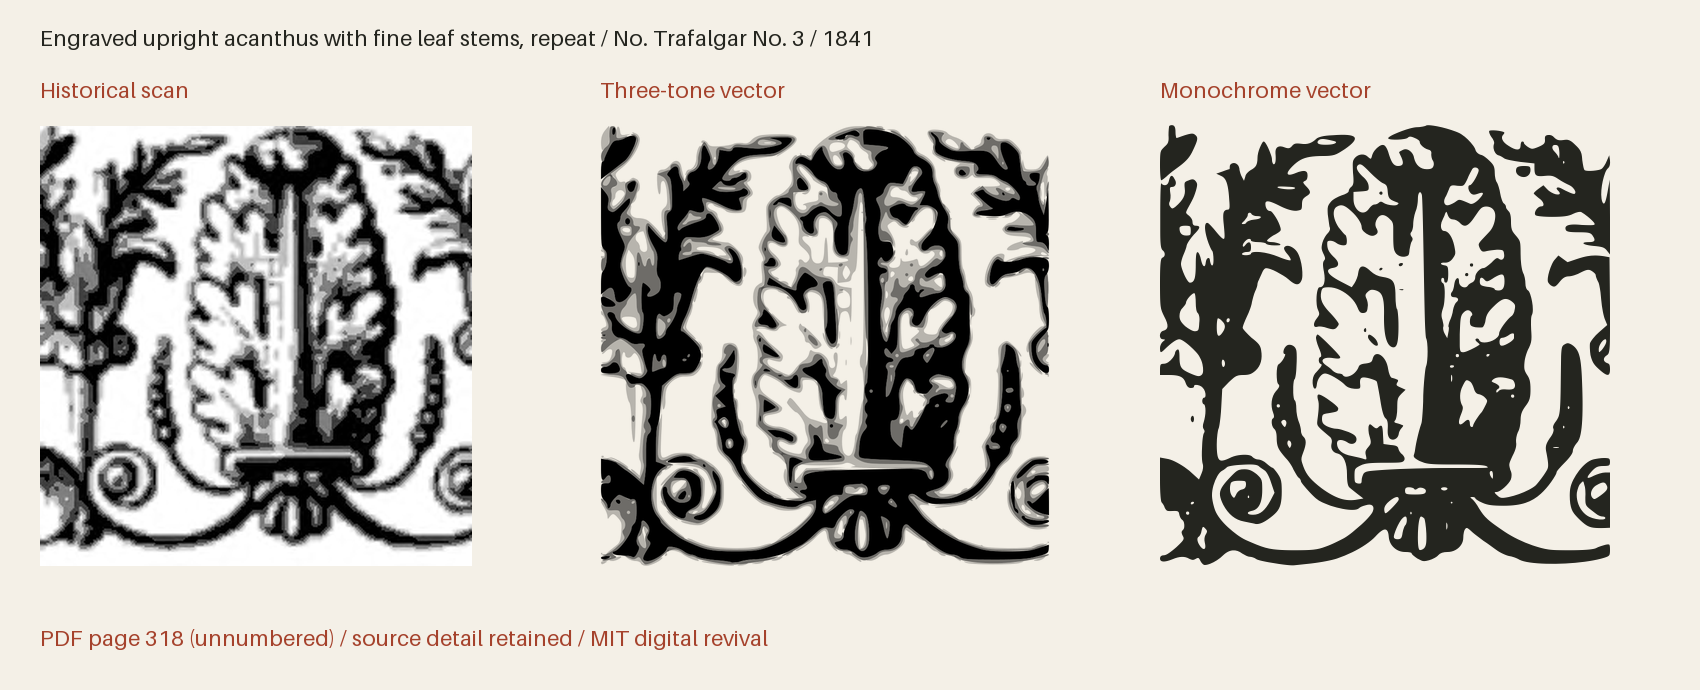 Engraved upright acanthus with fine leaf stems, repeat / No. Trafalgar No. 3 / 1841
Historical scan
Three-tone vector
Monochrome vector
PDF page 318 (unnumbered) / source detail retained / MIT digital revival